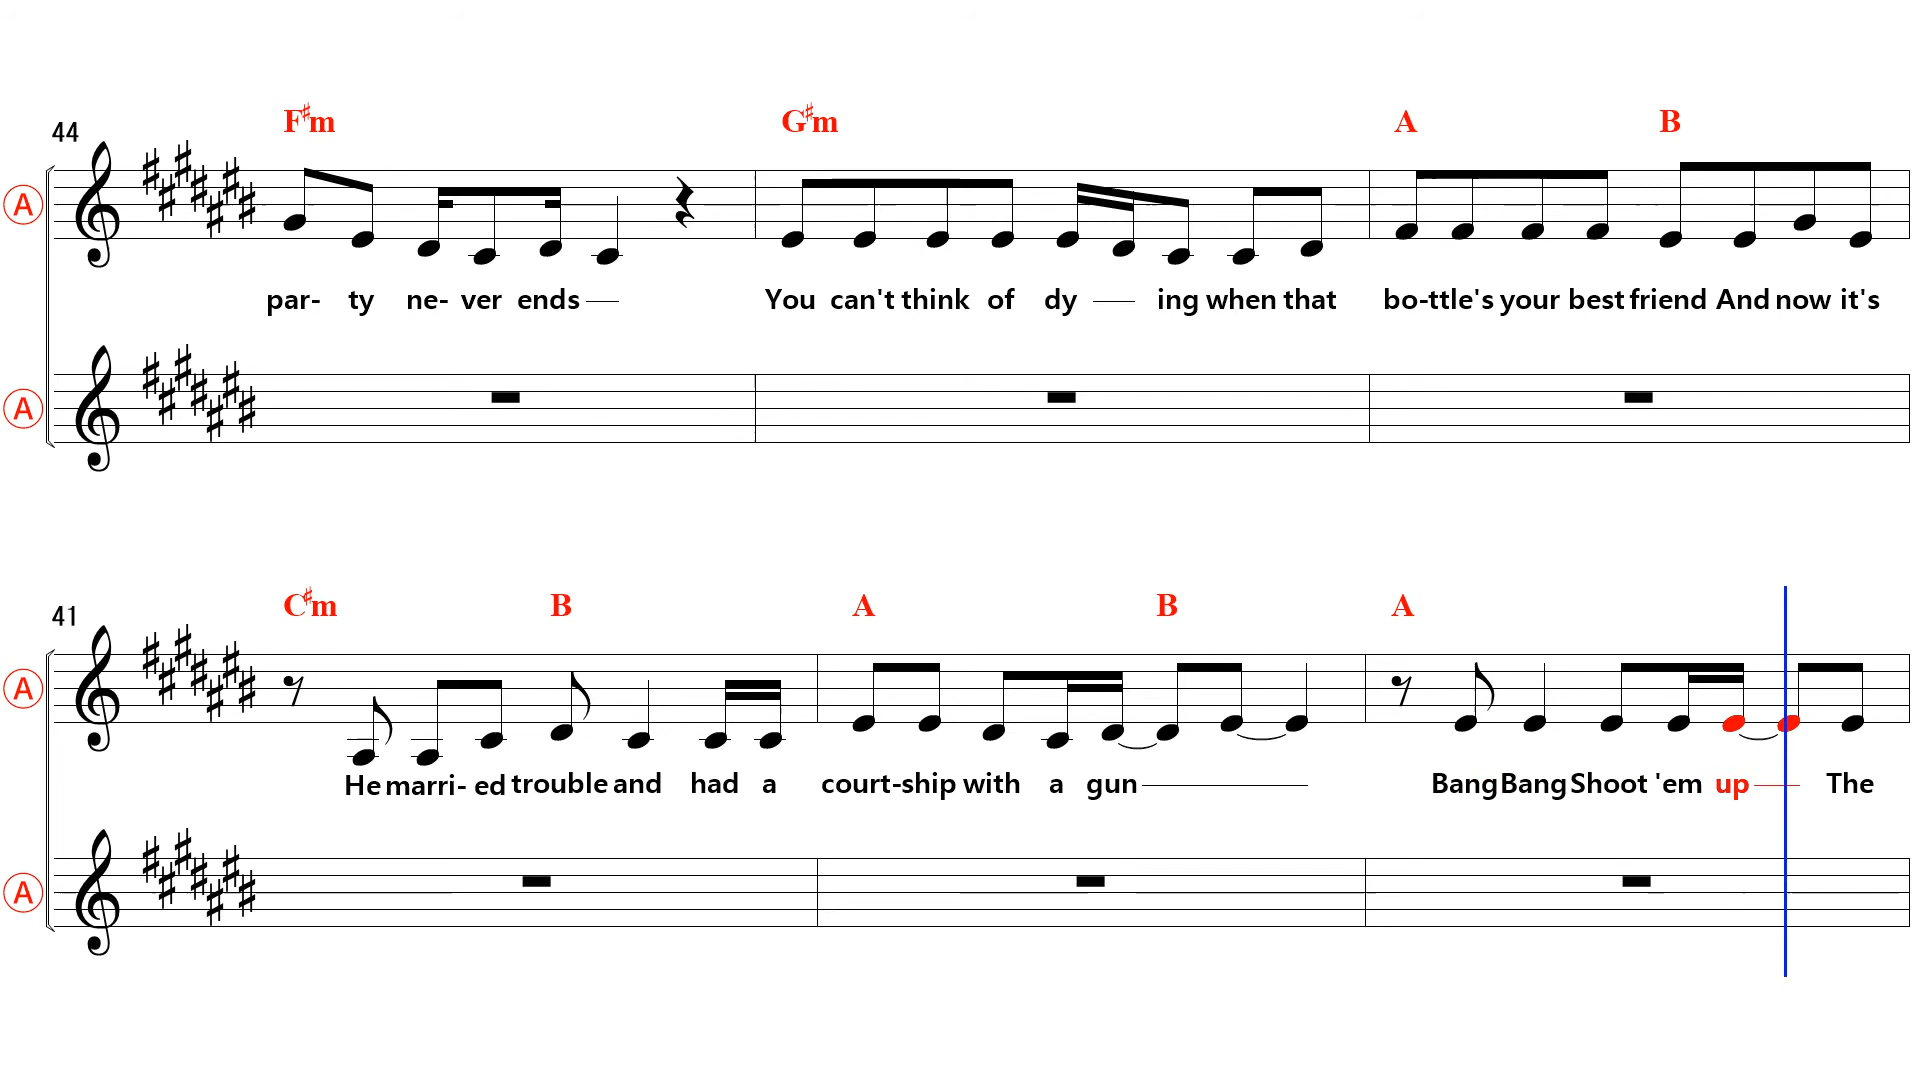 F♯m G♯m A B
44
A
par- ty ne- ver ends You can't think of dy ing when that bo-ttle's your best friend And now it's
A
C♯m B A B A
41
A
He marri- ed trouble and had a court-ship with a gun Bang Bang Shoot 'em up The
A